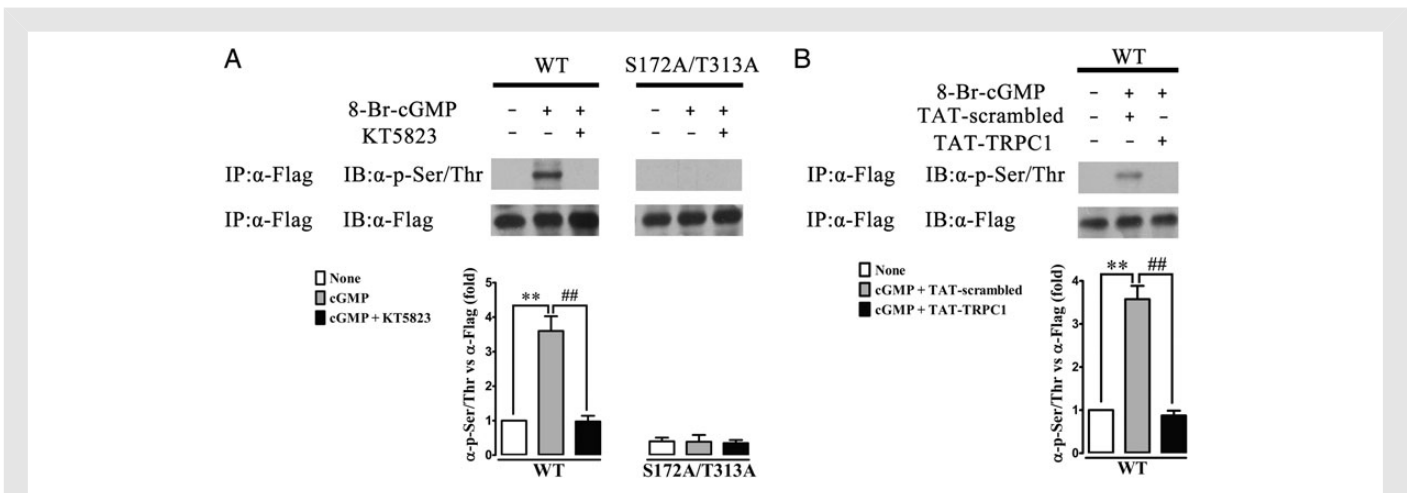 A
WT
S172A/T313A
8-Br-cGMP - + + - + +
KT5823 - - + - - +
IP:α-Flag IB:α-p-Ser/Thr
IP:α-Flag IB:α-Flag
None
cGMP
cGMP + KT5823
α-p-Ser/Thr vs α-Flag (fold)
5
4
3
2
1
0
** ##
WT
S172A/T313A
B
WT
8-Br-cGMP - + +
TAT-scrambled - + -
TAT-TRPC1 - - +
IP:α-Flag IB:α-p-Ser/Thr
IP:α-Flag IB:α-Flag
None
cGMP + TAT-scrambled
cGMP + TAT-TRPC1
α-p-Ser/Thr vs α-Flag (fold)
4
3
2
1
0
** ##
WT